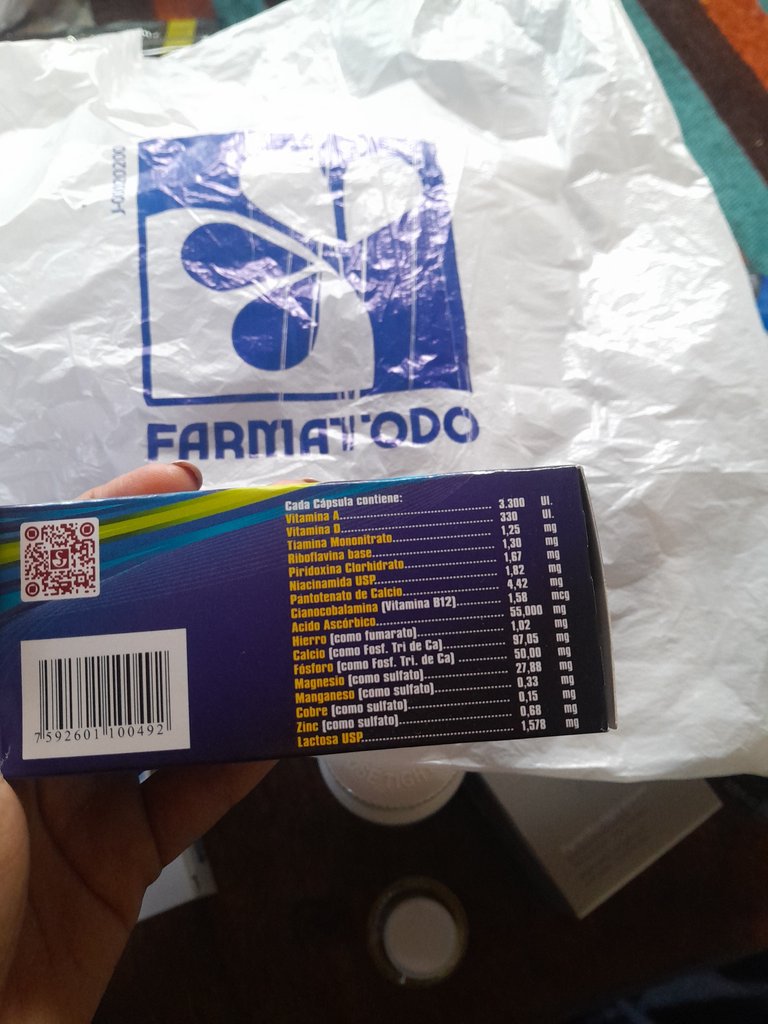 FARMATODO
Cada Cápsula contiene:
Vitamina A........ 3.300 UI.
Vitamina D........ 330 UI.
Tiamina Mononitrato........ 1,25 mg
Riboflavina base........ 1,30 mg
Piridoxina Clorhidrato........ 1,67 mg
Niacinamida USP........ 1,82 mg
Pantotenato de Calcio........ 4,42 mg
Cianocobalamina (Vitamina B12)........ 1,58 mcg
Acido Ascórbico........ 55,000 mg
Hierro (como fumarato)........ 1,02 mg
Calcio (como Fosf. Tri de Ca)........ 97,05 mg
Fósforo (como Fosf. Tri. de Ca)........ 50,00 mg
Magnesio (como sulfato)........ 27,88 mg
Manganeso (como sulfato)........ 0,33 mg
Cobre (como sulfato)........ 0,15 mg
Zinc (como sulfato)........ 0,68 mg
Lactosa USP........ 1,578 mg
7 592601 100492